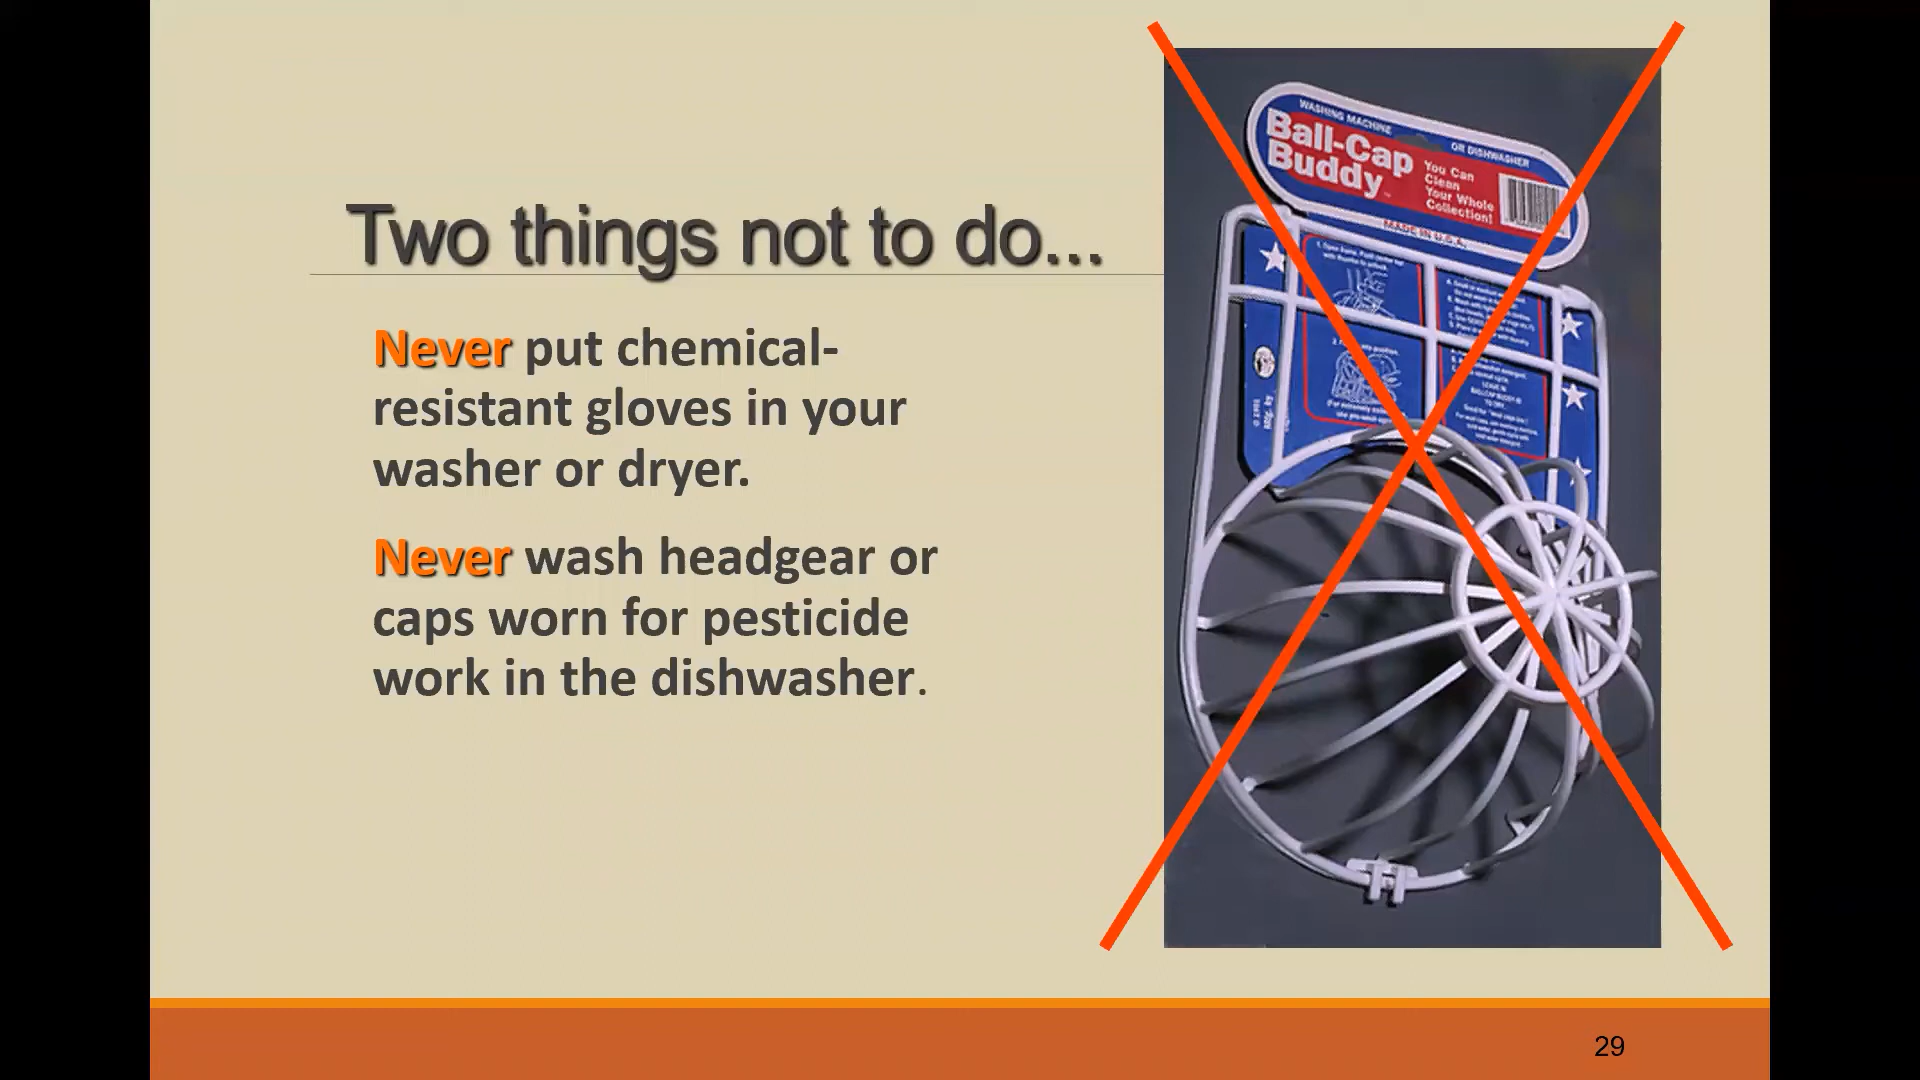 Two things not to do...
Never put chemical-
resistant gloves in your
washer or dryer.
Never wash headgear or
caps worn for pesticide
work in the dishwasher.
WASHING MACHINE
OR DISHWASHER
Ball-Cap
Buddy
You Can
Clean
Your Whole
Collection!
MADE IN U.S.A.
29